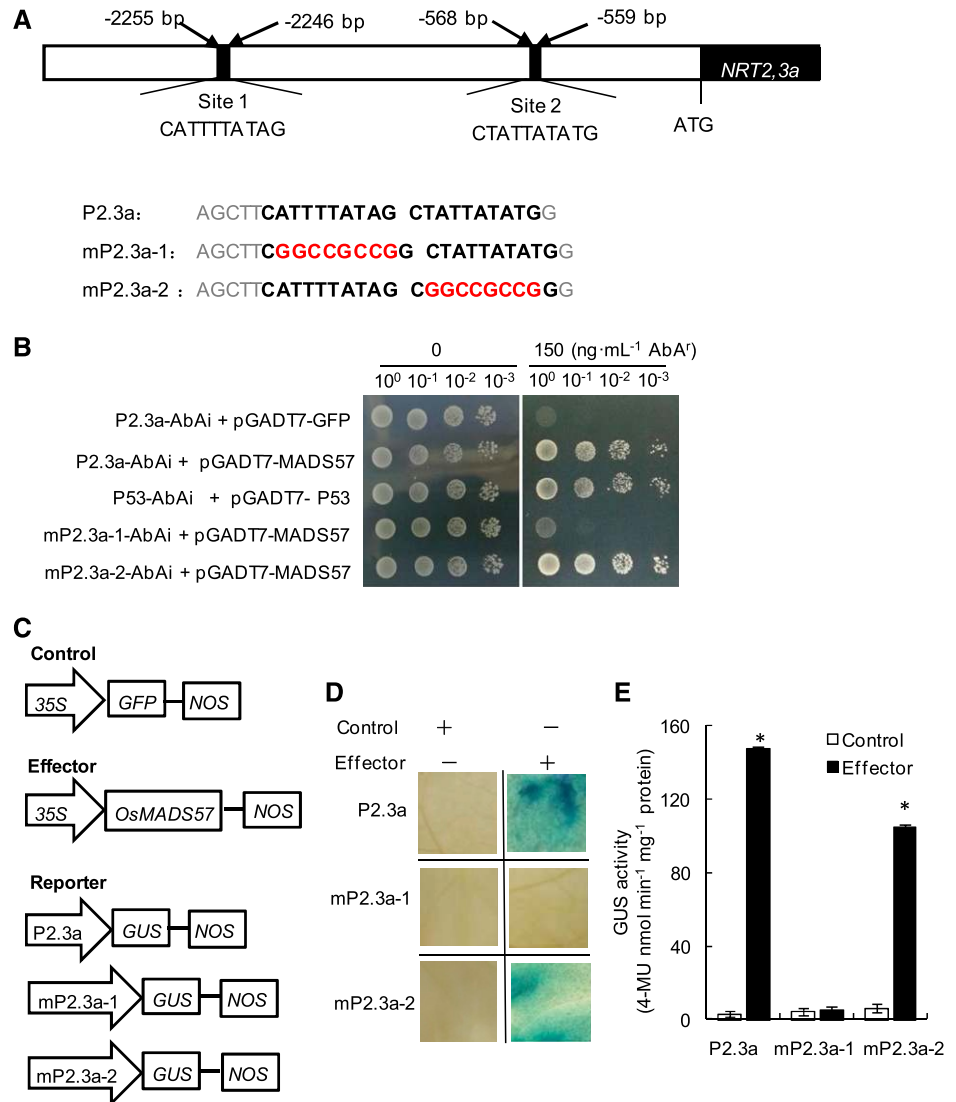 A
-2255 bp
-2246 bp
-568 bp
-559 bp
NRT2,3a
Site 1
CATTTTATAG
Site 2
CTATTATATG
ATG
P2.3a: AGCTTCATTTTATAG CTATTATATGG
mP2.3a-1: AGCTTCGGCCGCCGG CTATTATATGG
mP2.3a-2 : AGCTTCATTTTATAG CGGCCGCCGGG
B
0
150 (ng·mL⁻¹ AbAʳ)
10⁰ 10⁻¹ 10⁻² 10⁻³ 10⁰ 10⁻¹ 10⁻² 10⁻³
P2.3a-AbAi + pGADT7-GFP
P2.3a-AbAi + pGADT7-MADS57
P53-AbAi + pGADT7- P53
mP2.3a-1-AbAi + pGADT7-MADS57
mP2.3a-2-AbAi + pGADT7-MADS57
C
Control
35S GFP NOS
Effector
35S OsMADS57 NOS
Reporter
P2.3a GUS NOS
mP2.3a-1 GUS NOS
mP2.3a-2 GUS NOS
D
Control + −
Effector − +
P2.3a
mP2.3a-1
mP2.3a-2
E
GUS activity
(4-MU nmol min⁻¹ mg⁻¹ protein)
160
120
80
40
0
Control
Effector
*
*
P2.3a mP2.3a-1 mP2.3a-2